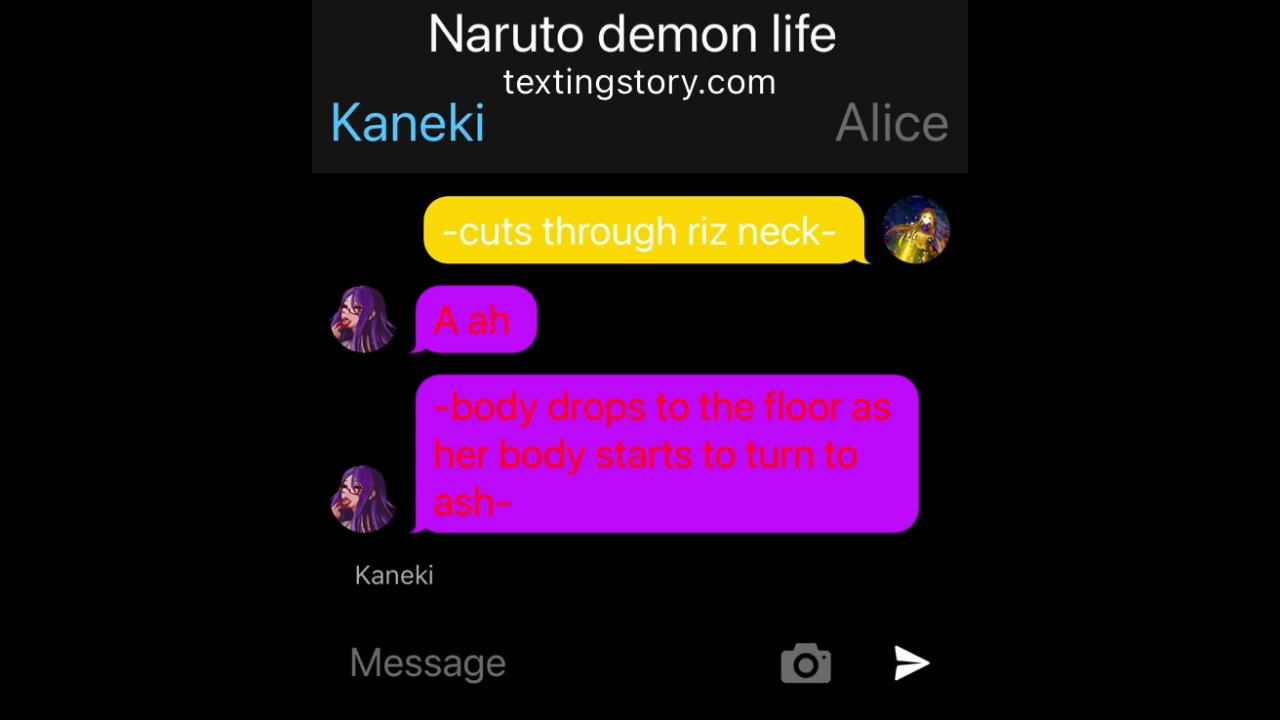 Naruto demon life
textingstory.com
Kaneki
Alice
-cuts through riz neck-
A ah
-body drops to the floor as
her body starts to turn to
ash-
Kaneki
Message